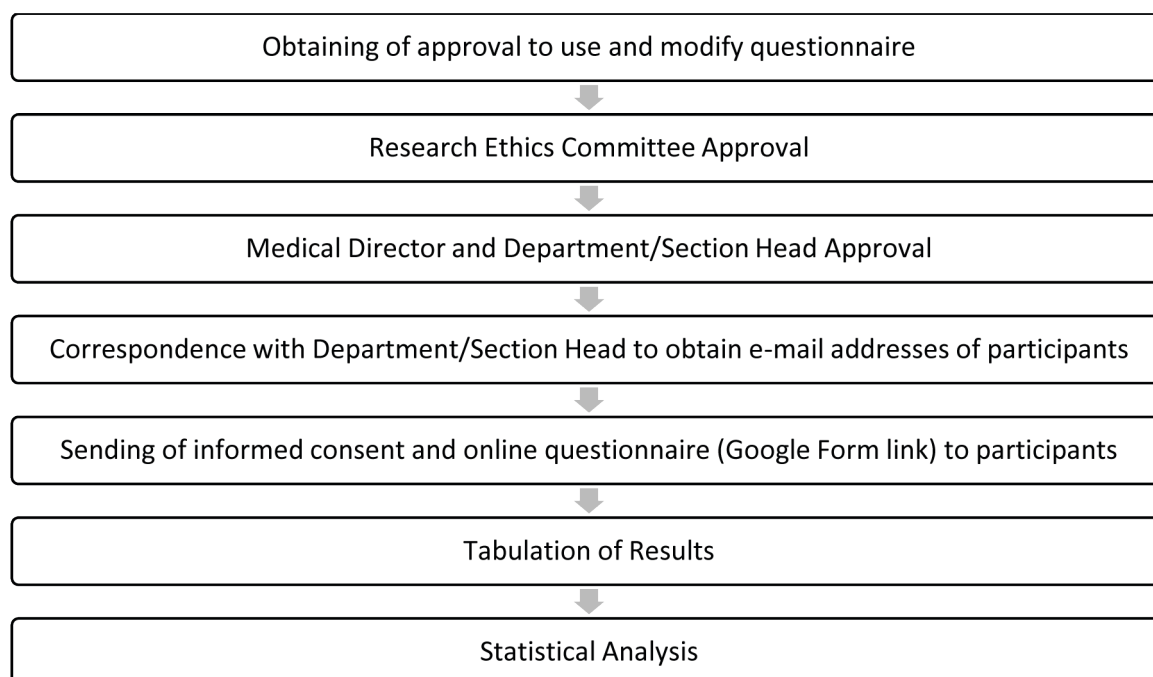 Obtaining of approval to use and modify questionnaire
Research Ethics Committee Approval
Medical Director and Department/Section Head Approval
Correspondence with Department/Section Head to obtain e-mail addresses of participants
Sending of informed consent and online questionnaire (Google Form link) to participants
Tabulation of Results
Statistical Analysis